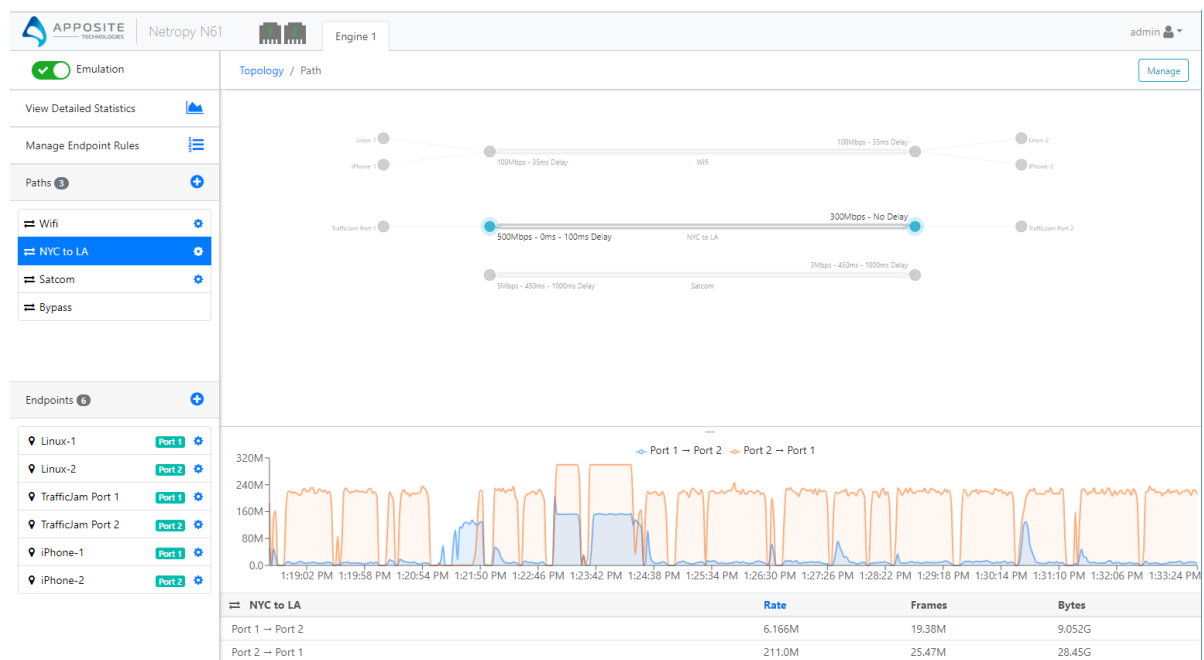 APPOSITE
TECHNOLOGIES
Netropy N61
1 2
Engine 1
admin
Emulation
Topology / Path
Manage
View Detailed Statistics
Manage Endpoint Rules
Paths 3
Wifi
NYC to LA
Satcom
Bypass
Linux-1
iPhone-1
100Mbps - 35ms Delay
Wifi
100Mbps - 35ms Delay
Linux-2
iPhone-2
TrafficJam Port 1
500Mbps - 0ms - 100ms Delay
NYC to LA
300Mbps - No Delay
TrafficJam Port 2
5Mbps - 450ms - 1000ms Delay
Satcom
3Mbps - 450ms - 1000ms Delay
Endpoints 6
Linux-1 Port 1
Linux-2 Port 2
TrafficJam Port 1 Port 1
TrafficJam Port 2 Port 2
iPhone-1 Port 1
iPhone-2 Port 2
Port 1 → Port 2 Port 2 → Port 1
320M
240M
160M
80M
0.0
1:19:02 PM 1:19:58 PM 1:20:54 PM 1:21:50 PM 1:22:46 PM 1:23:42 PM 1:24:38 PM 1:25:34 PM 1:26:30 PM 1:27:26 PM 1:28:22 PM 1:29:18 PM 1:30:14 PM 1:31:10 PM 1:32:06 PM 1:33:24 PM
NYC to LA Rate Frames Bytes
Port 1 → Port 2 6.166M 19.38M 9.052G
Port 2 → Port 1 211.0M 25.47M 28.45G